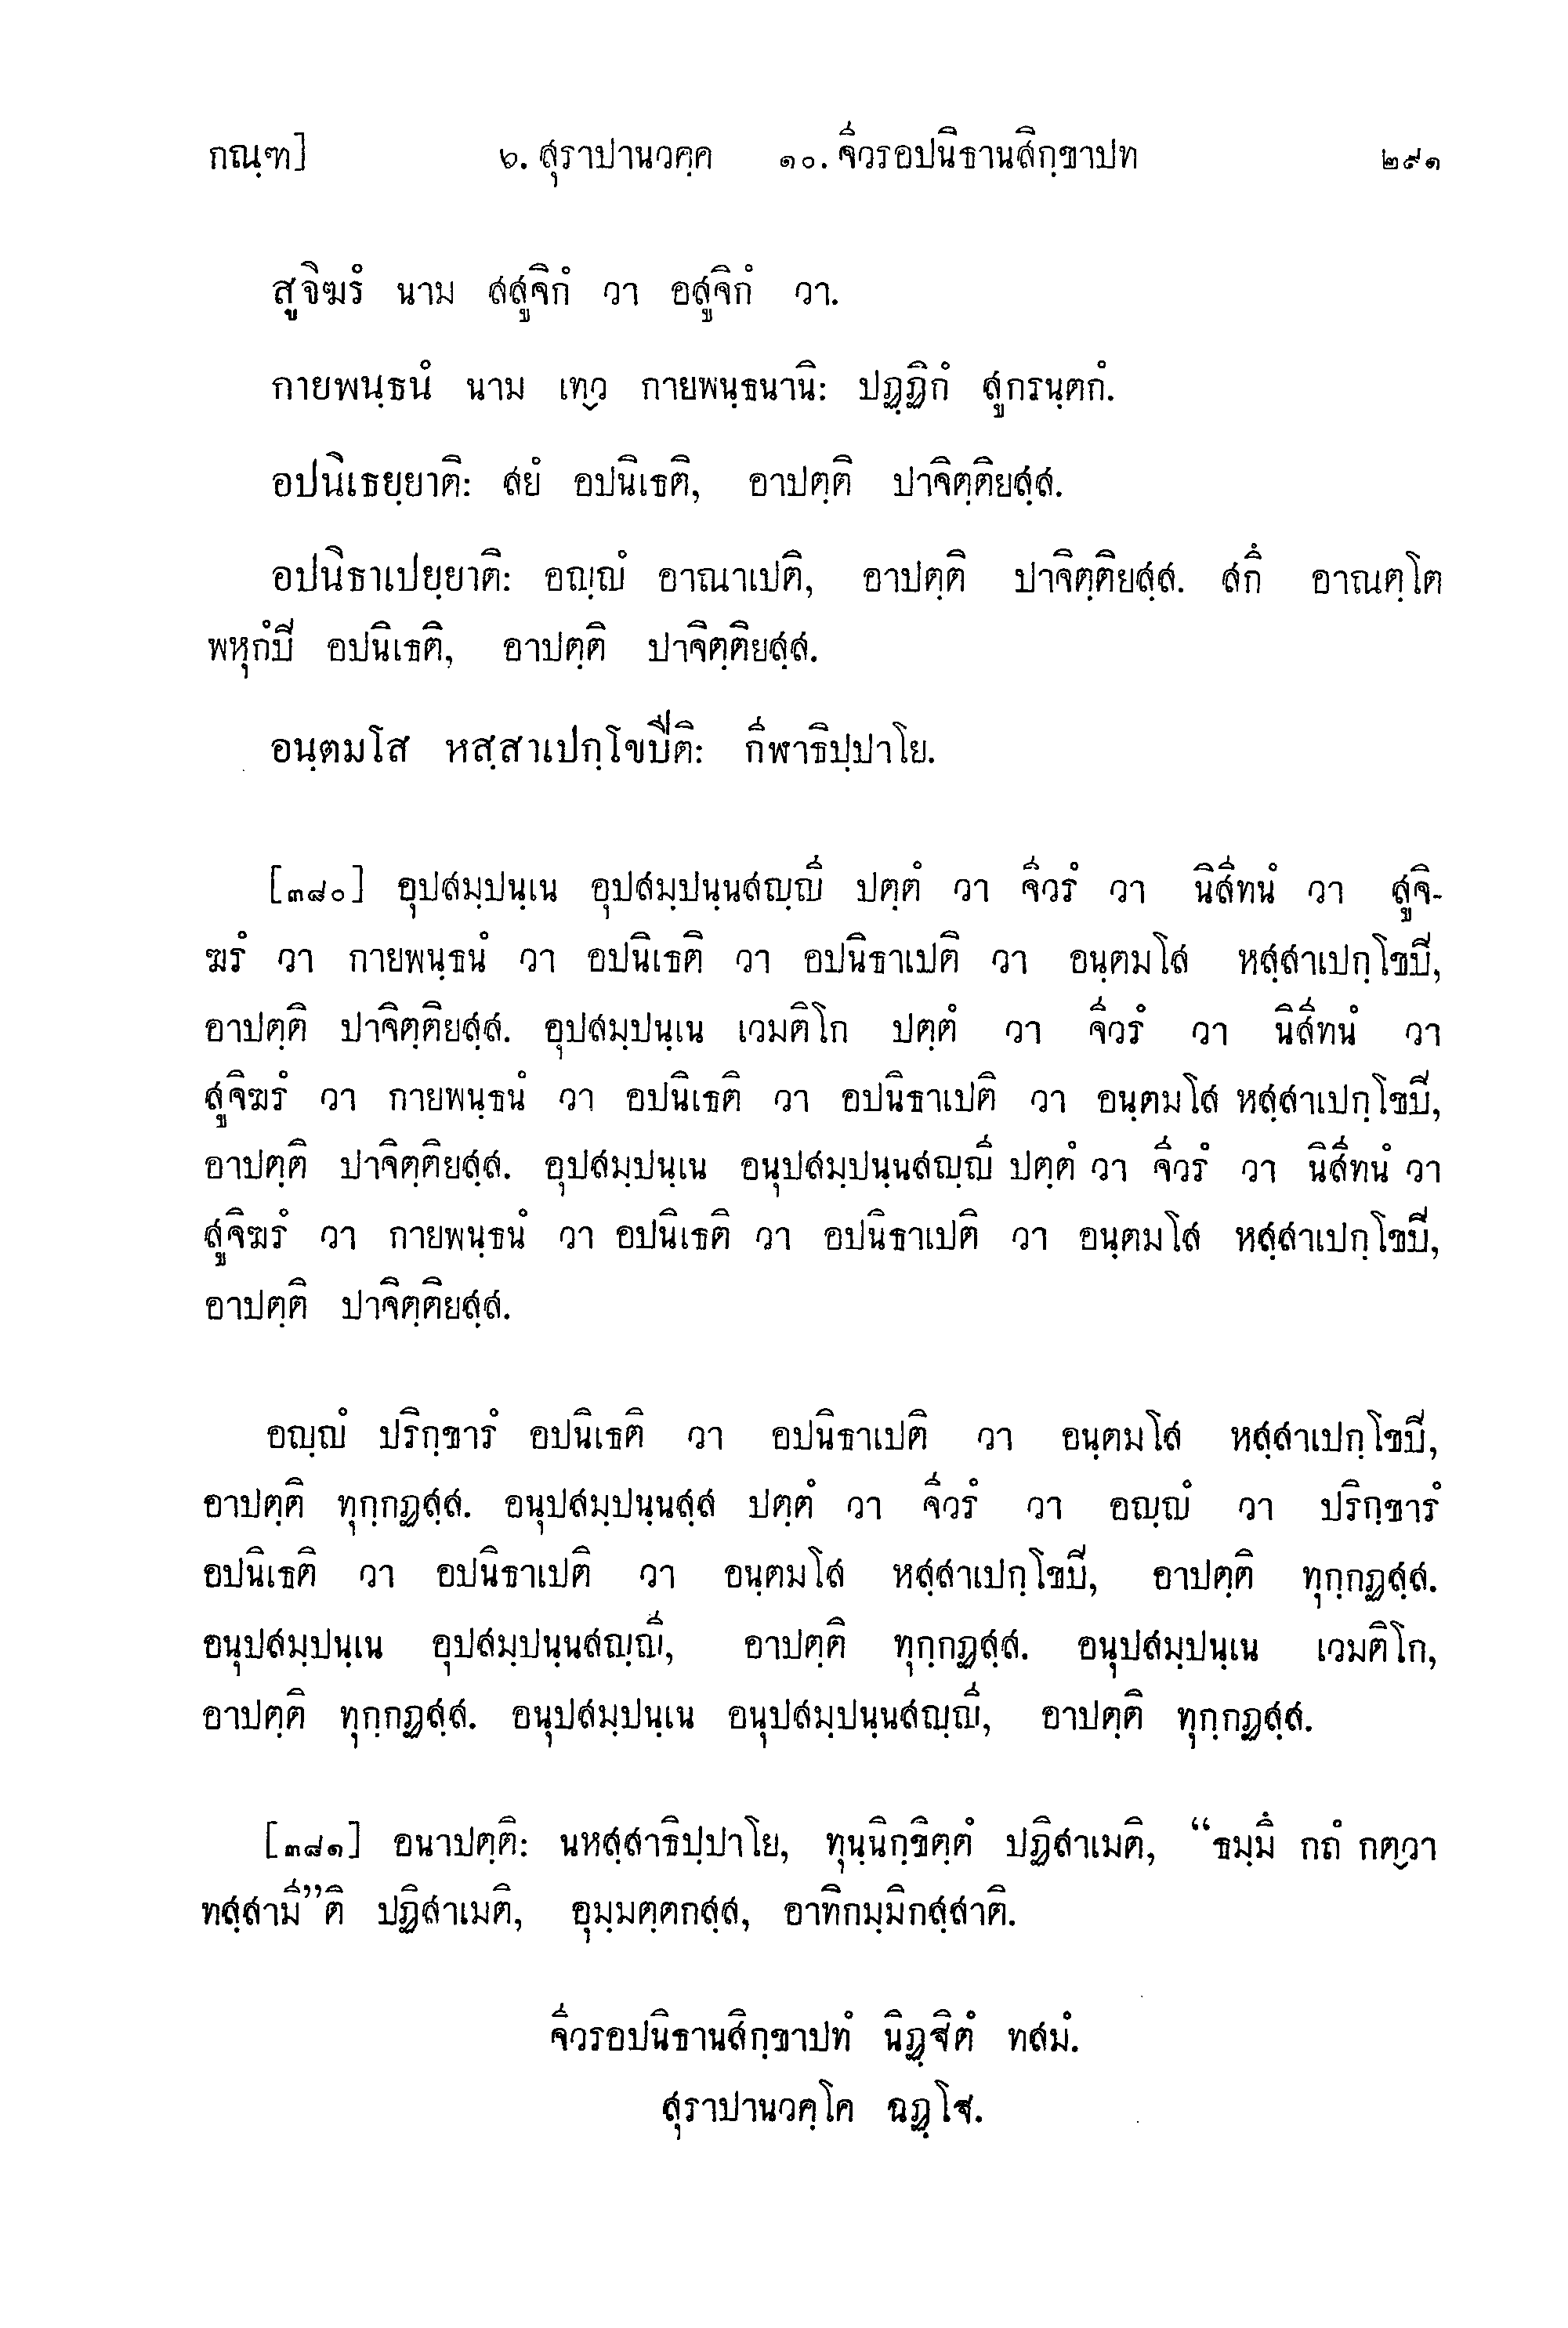 กณฺฑ] ๖. สุราปานวคฺค ๑๐. จีวรอปนิธานสิกฺขาปท ๒๙๑
สูจิฆรํ นาม สสูจิกํ วา อสูจิกํ วา.
กายพนฺธนํ นาม เทฺว กายพนฺธนานิ: ปฏฺฏิกํ สูกรนฺตกํ.
อปนิเธยฺยาติ: สยํ อปนิเธติ, อาปตฺติ ปาจิตฺติยสฺส.
อปนิธาเปยฺยาติ: อญฺญํ อาณาเปติ, อาปตฺติ ปาจิตฺติยสฺส. สกึ อาณตฺโต
พหุกํปี อปนิเธติ, อาปตฺติ ปาจิตฺติยสฺส.
อนฺตมโส หสฺสาเปกฺโขปีติ: กีฬาธิปฺปาโย.
[๓๘๐] อุปสมฺปนฺเน อุปสมฺปนฺนสญฺญี ปตฺตํ วา จีวรํ วา นิสีทนํ วา สูจิ-
ฆรํ วา กายพนฺธนํ วา อปนิเธติ วา อปนิธาเปติ วา อนฺตมโส หสฺสาเปกฺโขปี,
อาปตฺติ ปาจิตฺติยสฺส. อุปสมฺปนฺเน เวมติโก ปตฺตํ วา จีวรํ วา นิสีทนํ วา
สูจิฆรํ วา กายพนฺธนํ วา อปนิเธติ วา อปนิธาเปติ วา อนฺตมโส หสฺสาเปกฺโขปี,
อาปตฺติ ปาจิตฺติยสฺส. อุปสมฺปนฺเน อนุปสมฺปนฺนสญฺญี ปตฺตํ วา จีวรํ วา นิสีทนํ วา
สูจิฆรํ วา กายพนฺธนํ วา อปนิเธติ วา อปนิธาเปติ วา อนฺตมโส หสฺสาเปกฺโขปี,
อาปตฺติ ปาจิตฺติยสฺส.
อญฺญํ ปริกฺขารํ อปนิเธติ วา อปนิธาเปติ วา อนฺตมโส หสฺสาเปกฺโขปี,
อาปตฺติ ทุกฺกฏสฺส. อนุปสมฺปนฺนสฺส ปตฺตํ วา จีวรํ วา อญฺญํ วา ปริกฺขารํ
อปนิเธติ วา อปนิธาเปติ วา อนฺตมโส หสฺสาเปกฺโขปี, อาปตฺติ ทุกฺกฏสฺส.
อนุปสมฺปนฺเน อุปสมฺปนฺนสญฺญี, อาปตฺติ ทุกฺกฏสฺส. อนุปสมฺปนฺเน เวมติโก,
อาปตฺติ ทุกฺกฏสฺส. อนุปสมฺปนฺเน อนุปสมฺปนฺนสญฺญี, อาปตฺติ ทุกฺกฏสฺส.
[๓๘๑] อนาปตฺติ: นหสฺสาธิปฺปาโย, ทุนฺนิกฺขิตฺตํ ปฏิสาเมติ, “ธมฺมึ กถํ กตฺวา
ทสฺสามี”ติ ปฏิสาเมติ, อุมฺมตฺตกสฺส, อาทิกมฺมิกสฺสาติ.
จีวรอปนิธานสิกฺขาปทํ นิฏฺฐิตํ ทสมํ.
สุราปานวคฺโค ฉฏฺโฐ.